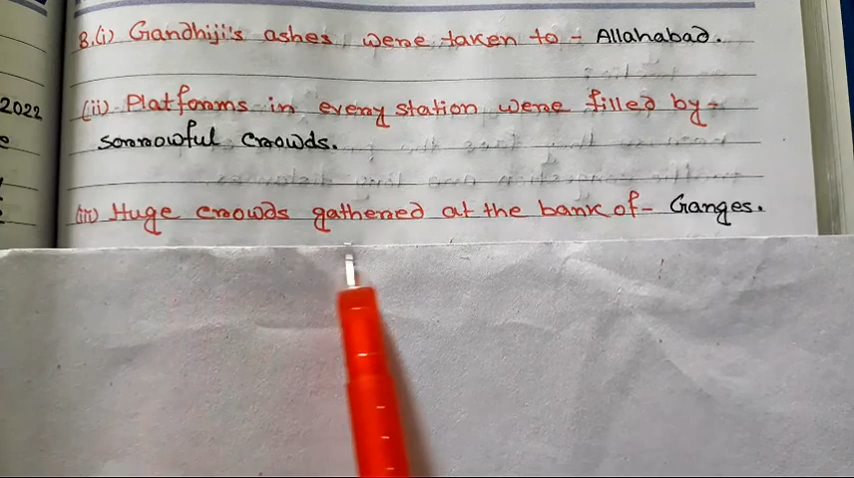 8.(i) Gandhiji's ashes were taken to - Allahabad.
2022 (ii) Platforms in every station were filled by -
sorrowful crowds.
(iii) Huge crowds gathered at the bank of - Ganges.